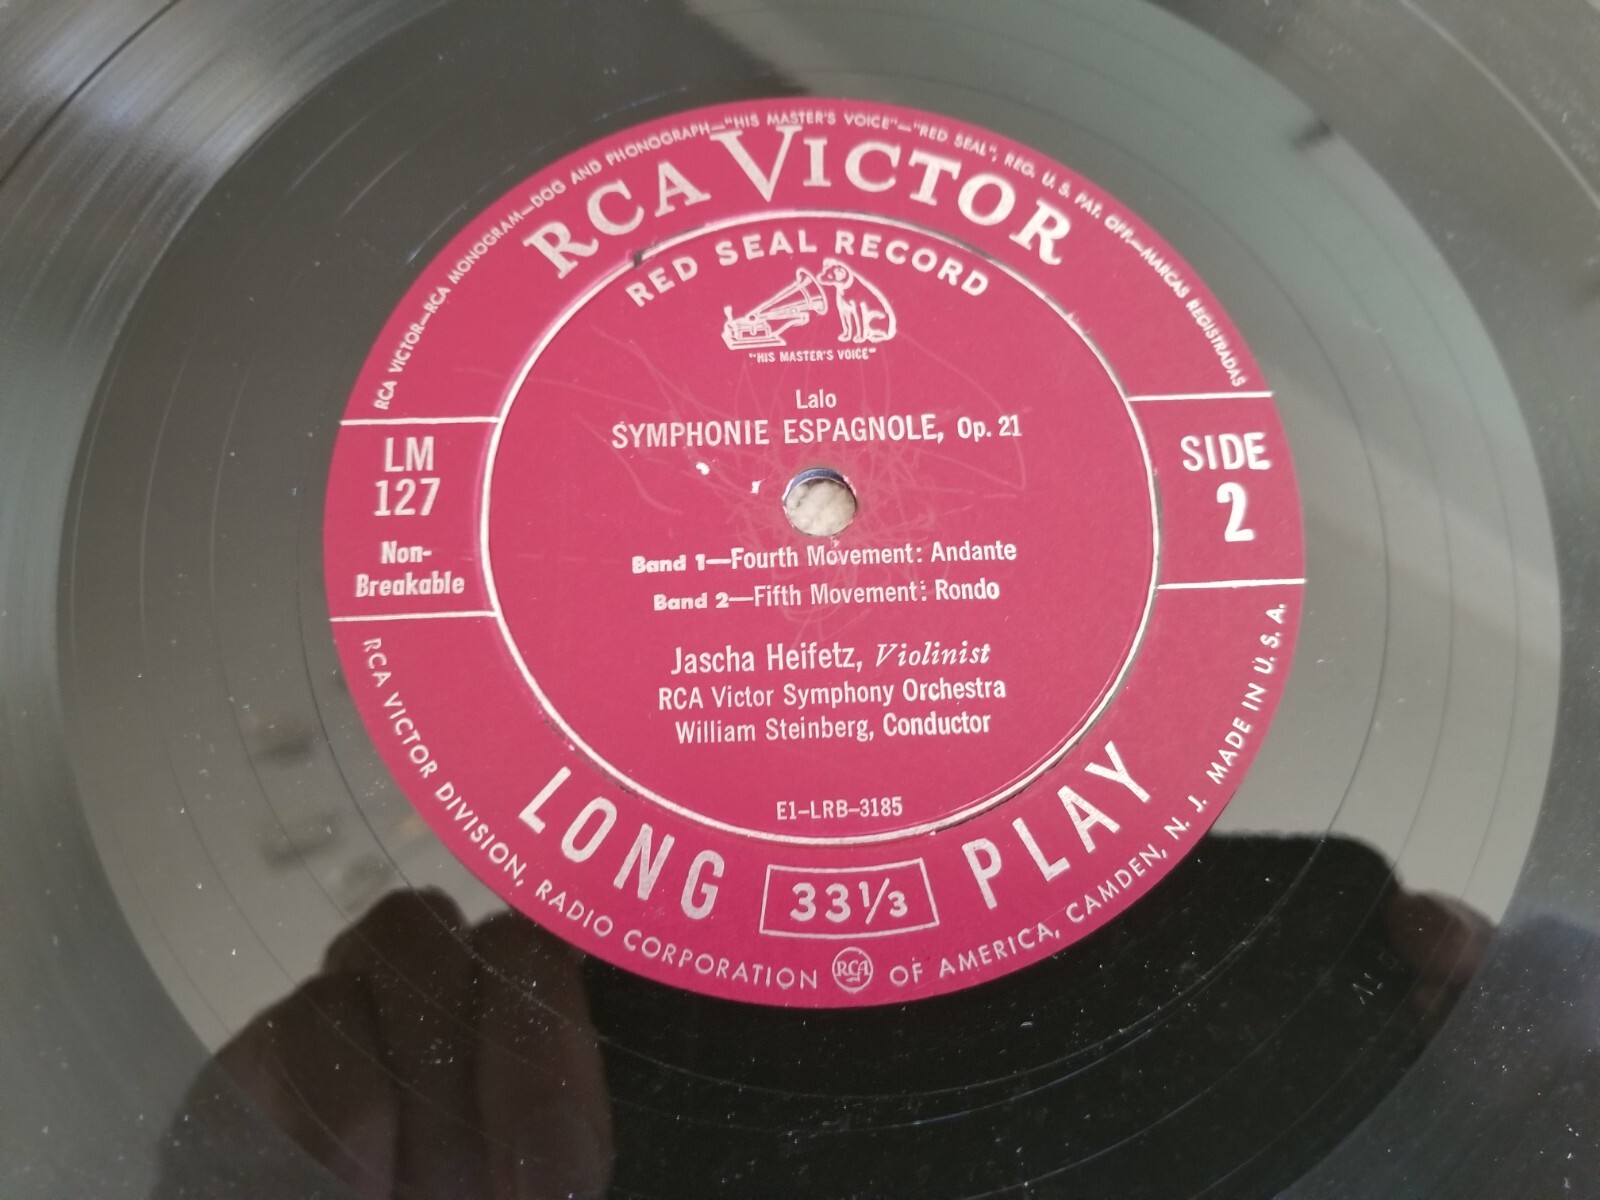 RCA VICTOR—RCA MONOGRAM—DOG AND PHONOGRAPH—"HIS MASTER'S VOICE"—"RED SEAL", REG. U. S. PAT. OFF.—MARCAS REGISTRADAS
RCA VICTOR
RED SEAL RECORD
"HIS MASTER'S VOICE"
Lalo
SYMPHONIE ESPAGNOLE, Op. 21
LM
127
Non-
Breakable
SIDE
2
Band 1—Fourth Movement: Andante
Band 2—Fifth Movement: Rondo
Jascha Heifetz, Violinist
RCA Victor Symphony Orchestra
William Steinberg, Conductor
E1-LRB-3185
LONG 33 1/3 PLAY
RCA VICTOR DIVISION, RADIO CORPORATION RCA OF AMERICA, CAMDEN, N. J. MADE IN U. S. A.